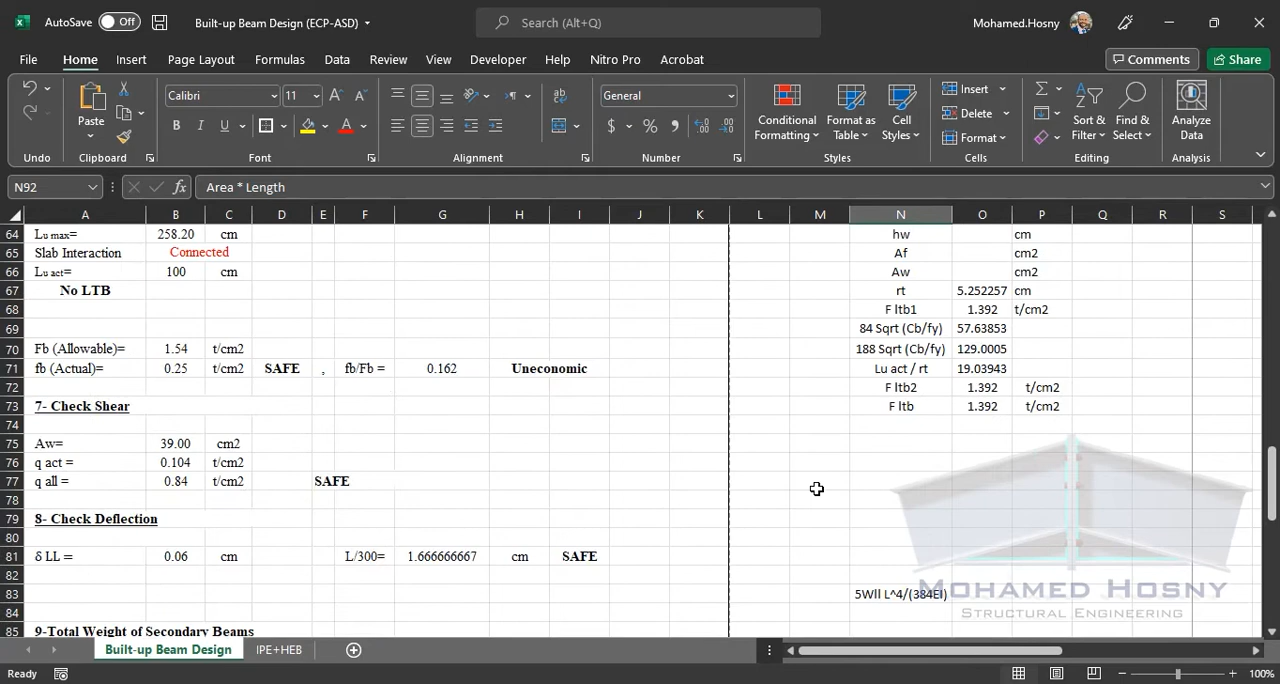 AutoSave Off Built-up Beam Design (ECP-ASD) Search (Alt+Q) Mohamed.Hosny
File Home Insert Page Layout Formulas Data Review View Developer Help Nitro Pro Acrobat Comments Share
Calibri 11 General
Paste Conditional Formatting Format as Table Cell Styles Insert Delete Format Sort & Filter Find & Select Analyze Data
Undo Clipboard Font Alignment Number Styles Cells Editing Analysis
N92 fx Area * Length
A B C D E F G H I J K L M N O P Q R S
64 Lu max= 258.20 cm hw cm
65 Slab Interaction Connected Af cm2
66 Lu act= 100 cm Aw cm2
67 No LTB rt 5.252257 cm
68 F ltb1 1.392 t/cm2
69 84 Sqrt (Cb/fy) 57.63853
70 Fb (Allowable)= 1.54 t/cm2 188 Sqrt (Cb/fy) 129.0005
71 fb (Actual)= 0.25 t/cm2 SAFE , fb/Fb = 0.162 Uneconomic Lu act / rt 19.03943
72 F ltb2 1.392 t/cm2
73 7- Check Shear F ltb 1.392 t/cm2
74
75 Aw= 39.00 cm2
76 q act = 0.104 t/cm2
77 q all = 0.84 t/cm2 SAFE
78
79 8- Check Deflection
80
81 δ LL = 0.06 cm L/300= 1.666666667 cm SAFE
82
83 5Wll L^4/(384EI)
84
85 9-Total Weight of Secondary Beams
MOHAMED HOSNY
STRUCTURAL ENGINEERING
Built-up Beam Design IPE+HEB
Ready 100%